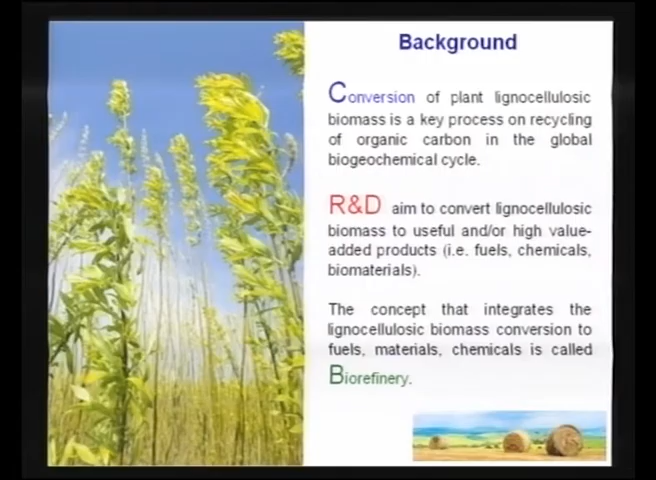 Background
Conversion of plant lignocellulosic
biomass is a key process on recycling
of organic carbon in the global
biogeochemical cycle.
R&D aim to convert lignocellulosic
biomass to useful and/or high value-
added products (i.e. fuels, chemicals,
biomaterials).
The concept that integrates the
lignocellulosic biomass conversion to
fuels, materials, chemicals is called
Biorefinery.